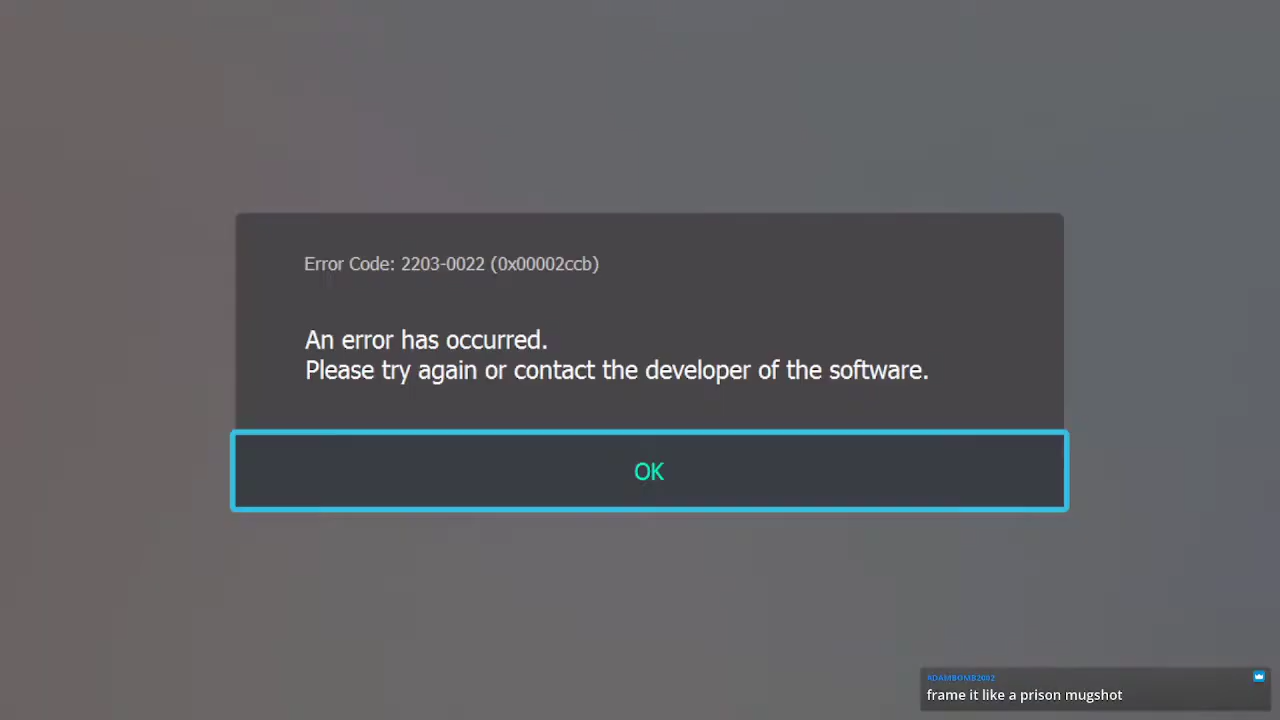 Error Code: 2203-0022 (0x00002ccb)
An error has occurred.
Please try again or contact the developer of the software.
OK
ADAMBOMB2002
frame it like a prison mugshot